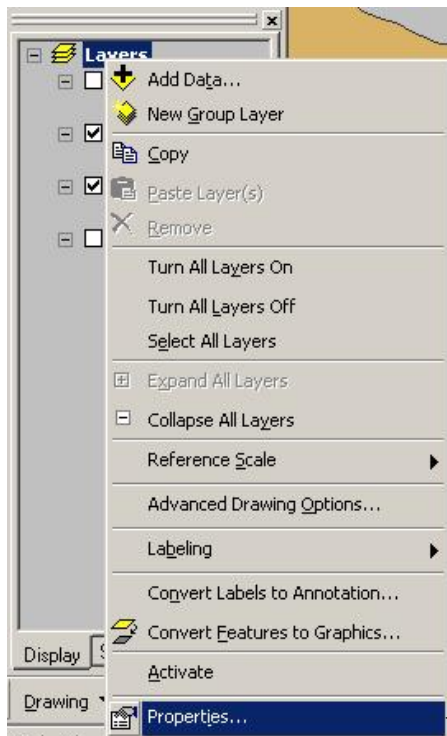 Layers
Add Data...
New Group Layer
Copy
Paste Layer(s)
Remove
Turn All Layers On
Turn All Layers Off
Select All Layers
Expand All Layers
Collapse All Layers
Reference Scale
Advanced Drawing Options...
Labeling
Convert Labels to Annotation...
Convert Features to Graphics...
Display
Activate
Drawing
Properties...